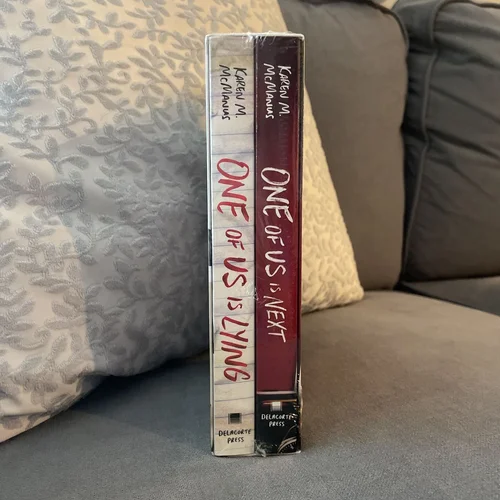 KAREN M.
MCMANUS
ONE OF US IS LYING
DELACORTE
PRESS
KAREN M.
MCMANUS
ONE OF US IS NEXT
DELACORTE
PRESS